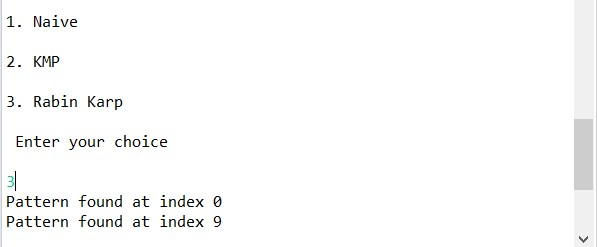 1. Naive
2. KMP
3. Rabin Karp
Enter your choice
3
Pattern found at index 0
Pattern found at index 9